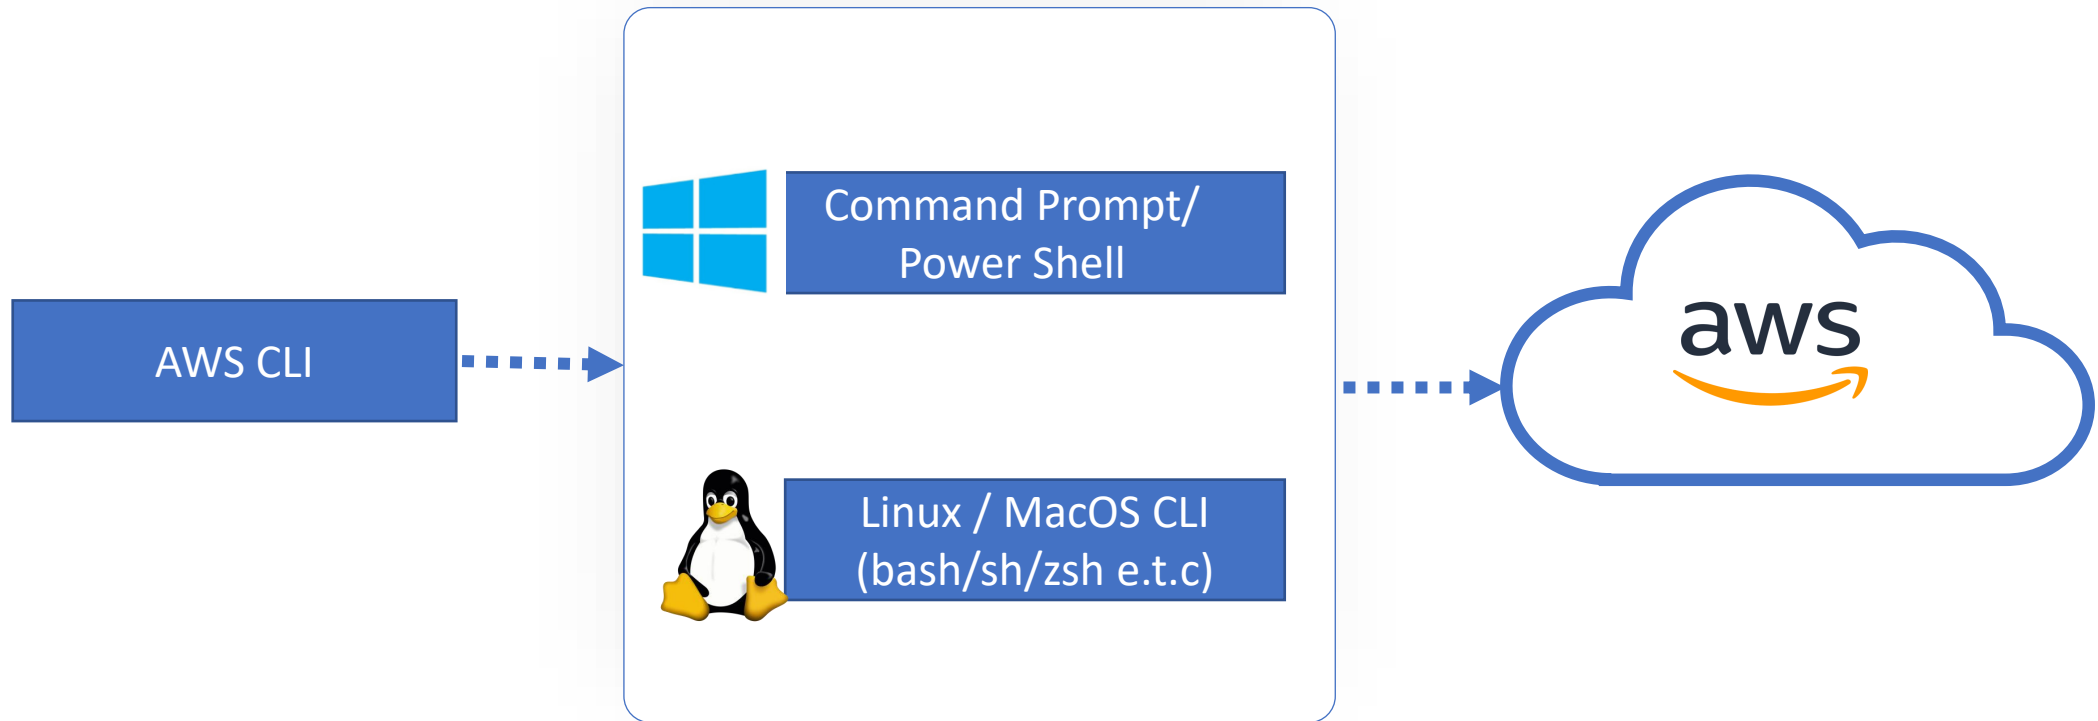 AWS CLI
Command Prompt/
Power Shell
Linux / MacOS CLI
(bash/sh/zsh e.t.c)
aws